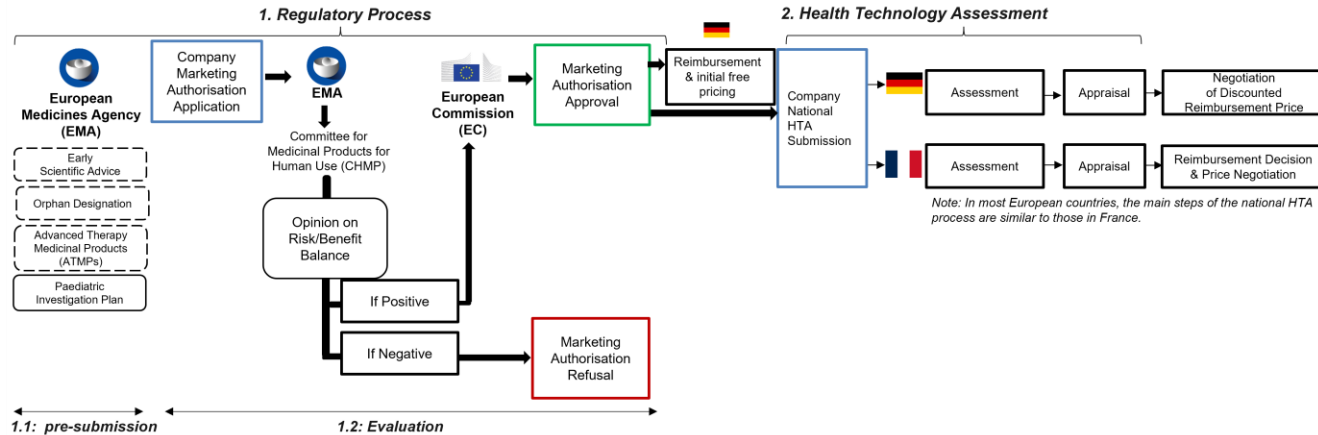 1. Regulatory Process
2. Health Technology Assessment
European
Medicines Agency
(EMA)
Early
Scientific Advice
Orphan Designation
Advanced Therapy
Medicinal Products
(ATMPs)
Paediatric
Investigation Plan
Company
Marketing
Authorisation
Application
EMA
Committee for
Medicinal Products for
Human Use (CHMP)
Opinion on
Risk/Benefit
Balance
If Positive
If Negative
European
Commission
(EC)
Marketing
Authorisation
Approval
Marketing
Authorisation
Refusal
Reimbursement
& initial free
pricing
Company
National
HTA
Submission
Assessment
Appraisal
Negotiation
of Discounted
Reimbursement Price
Assessment
Appraisal
Reimbursement Decision
& Price Negotiation
Note: In most European countries, the main steps of the national HTA
process are similar to those in France.
1.1: pre-submission
1.2: Evaluation